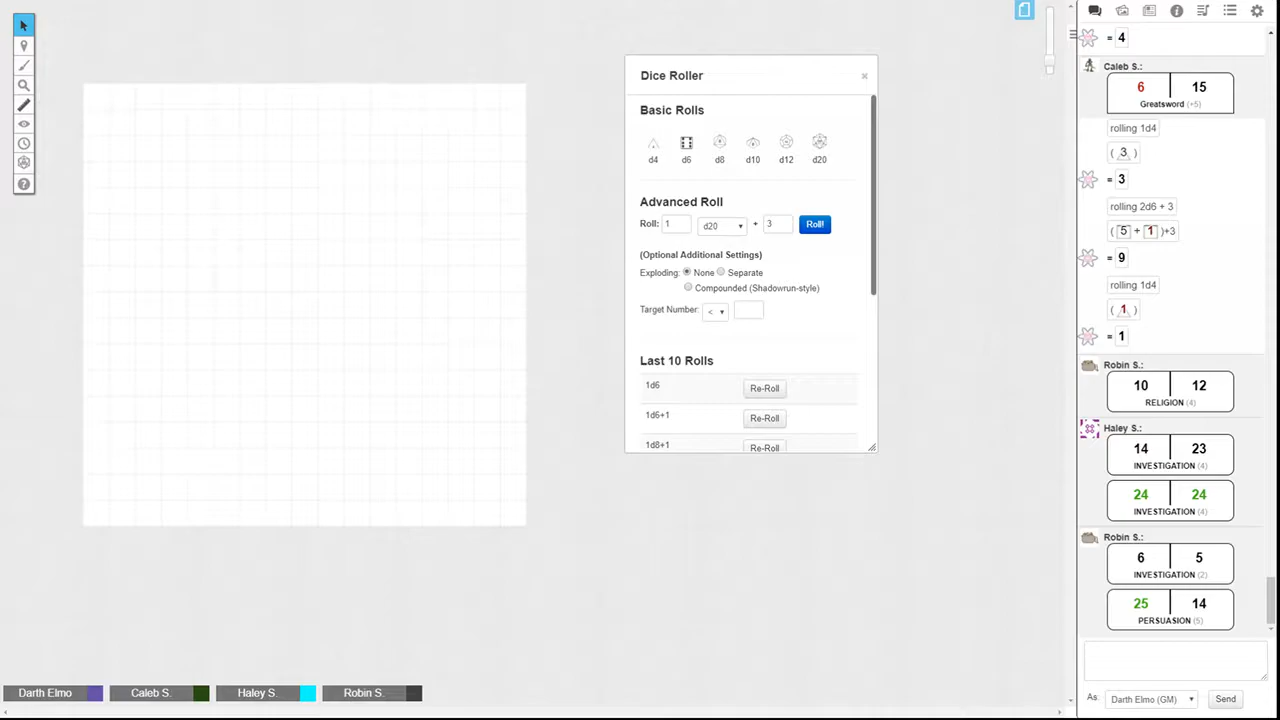 Dice Roller
×
Basic Rolls
d4 d6 d8 d10 d12 d20
Advanced Roll
Roll: 1 d20 + 3 Roll!
(Optional Additional Settings)
Exploding: None Separate
Compounded (Shadowrun-style)
Target Number: <
Last 10 Rolls
1d6 Re-Roll
1d6+1 Re-Roll
1d8+1 Re-Roll
= 4
Caleb S.:
6 15
Greatsword (+5)
rolling 1d4
( 3 )
= 3
rolling 2d6 + 3
( 5 + 1 )+3
= 9
rolling 1d4
( 1 )
= 1
Robin S.:
10 12
RELIGION (4)
Haley S.:
14 23
INVESTIGATION (4)
24 24
INVESTIGATION (4)
Robin S.:
6 5
INVESTIGATION (2)
25 14
PERSUASION (5)
As: Darth Elmo (GM) Send
Darth Elmo Caleb S. Haley S. Robin S.